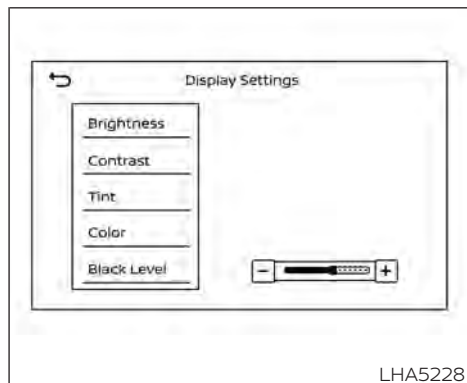 Display Settings
Brightness
Contrast
Tint
Color
Black Level
- +
LHA5228